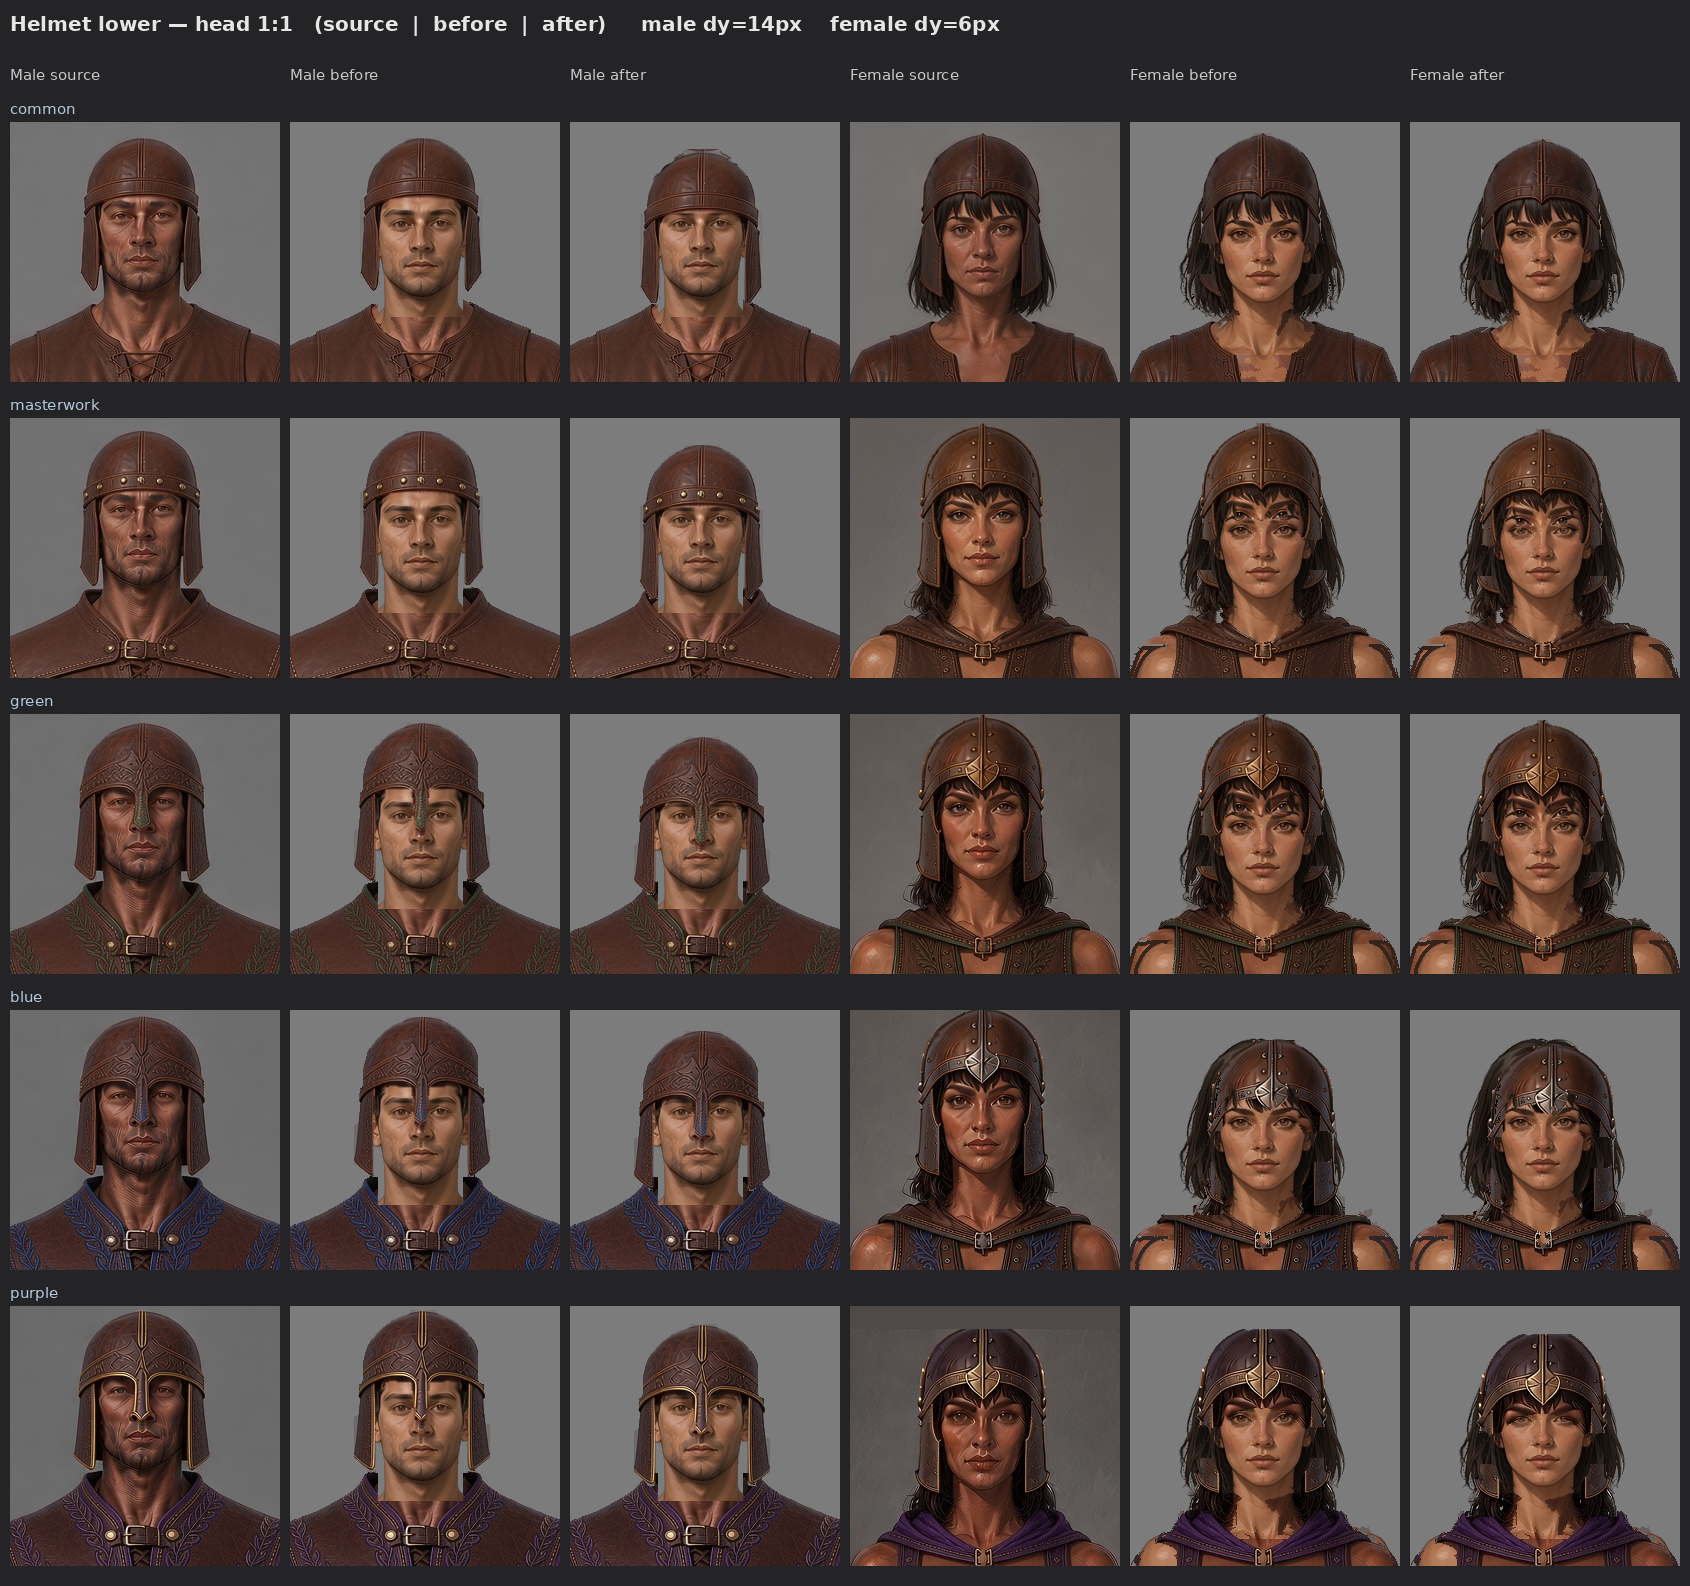 Helmet lower — head 1:1 (source | before | after) male dy=14px female dy=6px
Male source Male before Male after Female source Female before Female after
common
masterwork
green
blue
purple